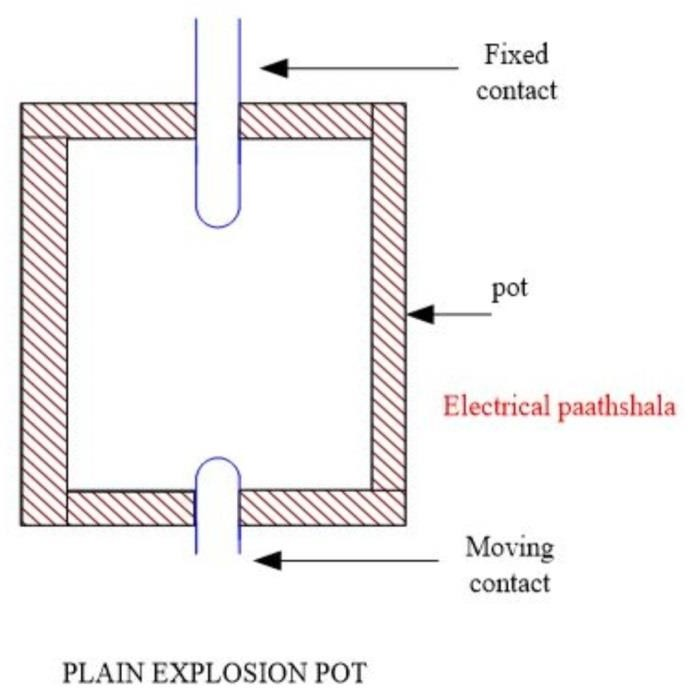 Fixed
contact
pot
Electrical paathshala
Moving
contact
PLAIN EXPLOSION POT